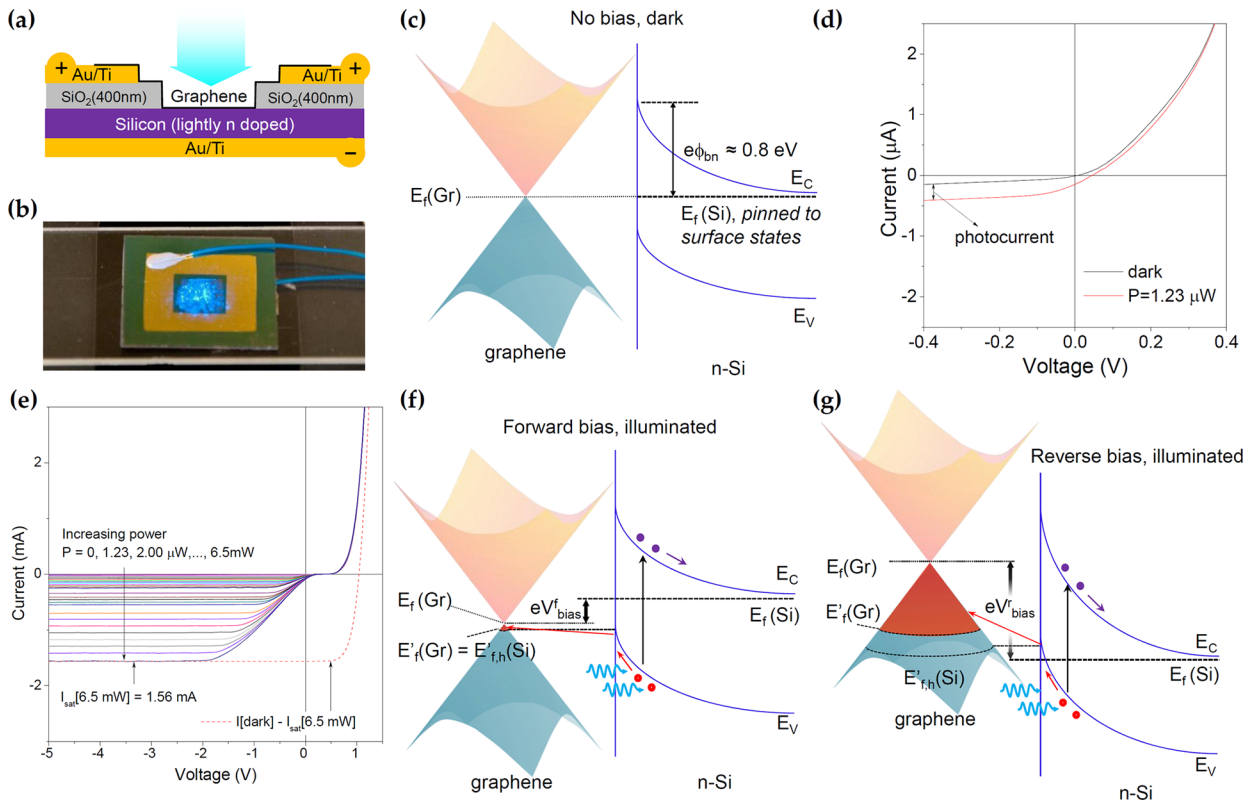 (a)
+
Au/Ti
Au/Ti
+
SiO₂(400nm)
Graphene
SiO₂(400nm)
Silicon (lightly n doped)
Au/Ti
−
(b)
(c)
No bias, dark
eϕbn ≈ 0.8 eV
EC
Ef(Gr)
Ef (Si), pinned to
surface states
EV
graphene
n-Si
(d)
Current (μA)
2
1
0
-1
-2
photocurrent
dark
P=1.23 μW
-0.4
-0.2
0.0
0.2
0.4
Voltage (V)
(e)
Current (mA)
2
0
-2
Increasing power
P = 0, 1.23, 2.00 μW,..., 6.5mW
Isat[6.5 mW] = 1.56 mA
I[dark] - Isat[6.5 mW]
-5
-4
-3
-2
-1
0
1
Voltage (V)
(f)
Forward bias, illuminated
EC
Ef (Gr)
eVfbias
Ef(Si)
E'f(Gr) = E'f,h(Si)
EV
graphene
n-Si
(g)
Reverse bias, illuminated
Ef(Gr)
E'f(Gr)
eVrbias
EC
Ef (Si)
E'f,h(Si)
graphene
EV
n-Si